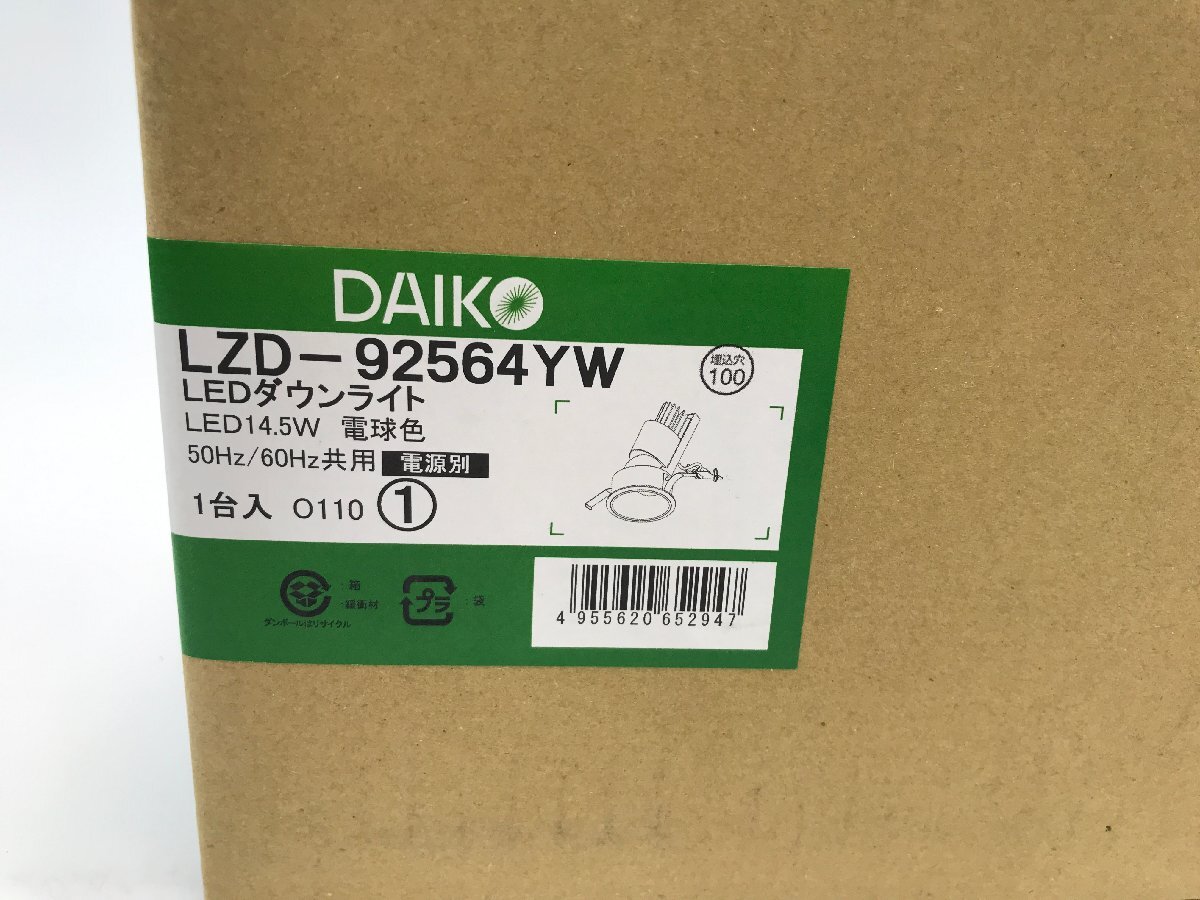 DAIKO
LZD-92564YW
埋込穴
100
LEDダウンライト
LED14.5W 電球色
50Hz/60Hz共用 電源別
1台入 O110 ①
:箱
:緩衝材
ダンボールはリサイクル
プラ :袋
4 955620 652947